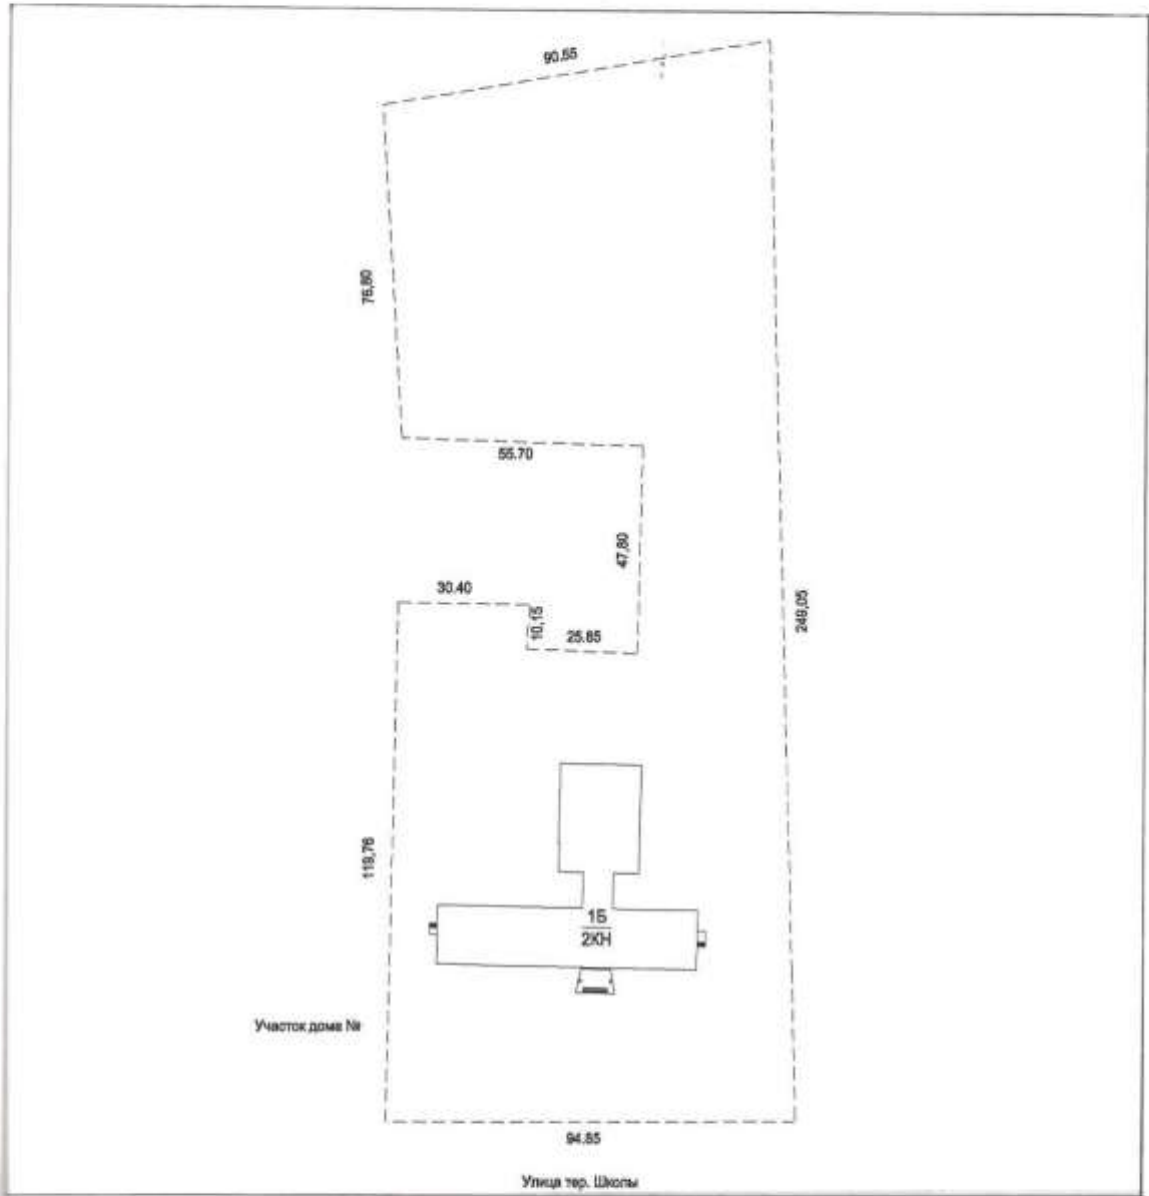 90.55
76,80
55.70
47,80
30.40
10,15
25.65
249,05
119,76
1Б
2КН
Участок дома №
94.85
Улица тер. Школы